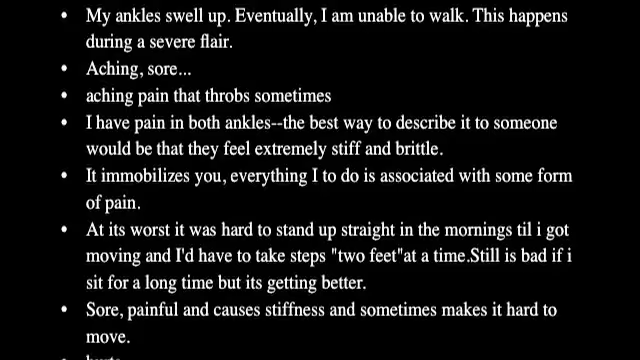 • My ankles swell up. Eventually, I am unable to walk. This happens
during a severe flair.
• Aching, sore...
• aching pain that throbs sometimes
• I have pain in both ankles--the best way to describe it to someone
would be that they feel extremely stiff and brittle.
• It immobilizes you, everything I to do is associated with some form
of pain.
• At its worst it was hard to stand up straight in the mornings til i got
moving and I'd have to take steps "two feet"at a time.Still is bad if i
sit for a long time but its getting better.
• Sore, painful and causes stiffness and sometimes makes it hard to
move.